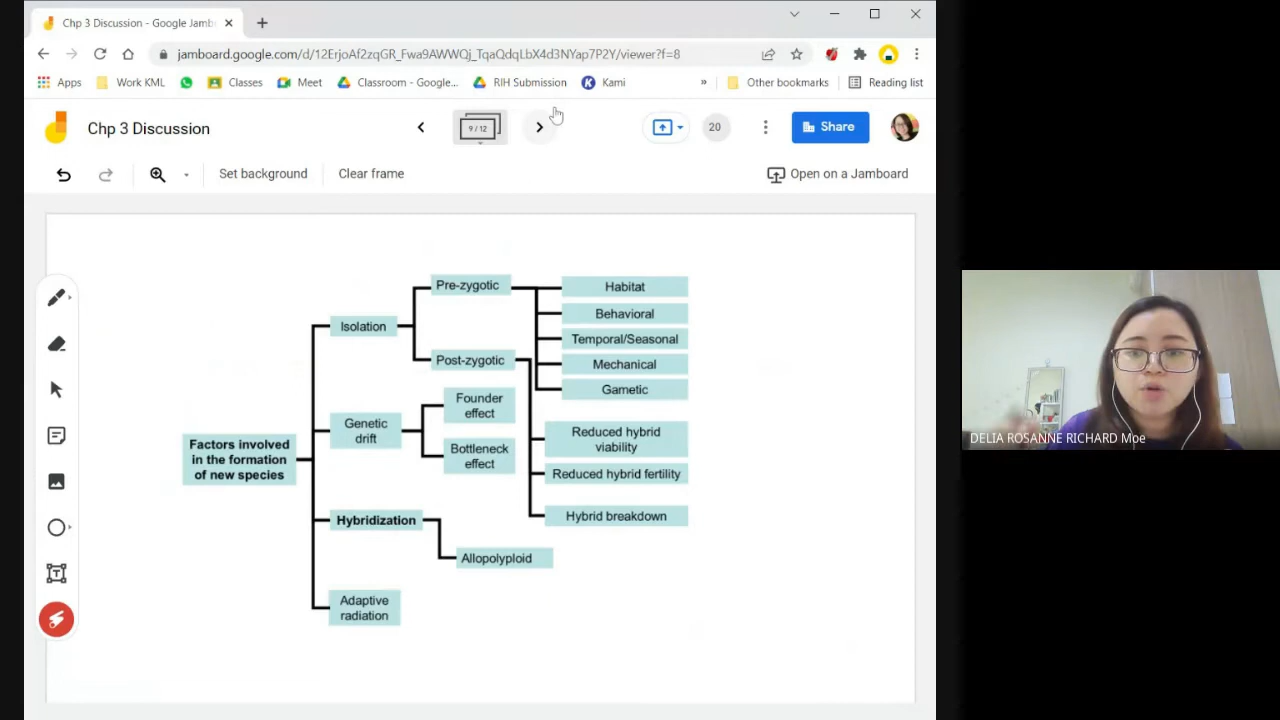 Chp 3 Discussion - Google Jamb
jamboard.google.com/d/12ErjoAf2zqGR_Fwa9AWWQj_TqaQdqLbX4d3NYap7P2Y/viewer?f=8
Apps Work KML Classes Meet Classroom - Google... RIH Submission Kami » Other bookmarks Reading list
Chp 3 Discussion 9 / 12 20 Share
Set background Clear frame Open on a Jamboard
Pre-zygotic
Habitat
Behavioral
Isolation
Temporal/Seasonal
Post-zygotic
Mechanical
Gametic
Founder
effect
Genetic
drift
Reduced hybrid
viability
Bottleneck
effect
Factors involved
in the formation
of new species
Reduced hybrid fertility
Hybridization
Hybrid breakdown
Allopolyploid
Adaptive
radiation
DELIA ROSANNE RICHARD Moe